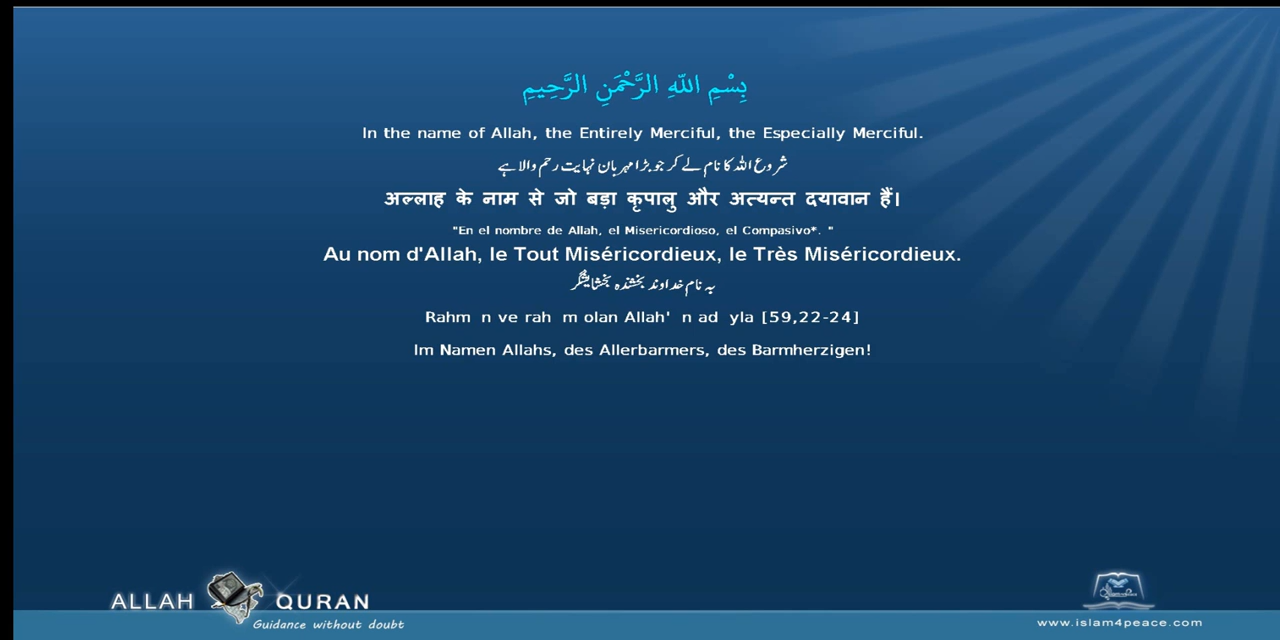 بِسْمِ اللّهِ الرَّحْمَنِ الرَّحِيمِ
In the name of Allah, the Entirely Merciful, the Especially Merciful.
شروع اللہ کا نام لے کر جو بڑا مہربان نہایت رحم والا ہے
अल्लाह के नाम से जो बड़ा कृपालु और अत्यन्त दयावान हैं।
"En el nombre de Allah, el Misericordioso, el Compasivo*. "
Au nom d'Allah, le Tout Miséricordieux, le Très Miséricordieux.
به نام خداوند بخشنده بخشایشگر
Rahm n ve rah m olan Allah' n ad yla [59,22-24]
Im Namen Allahs, des Allerbarmers, des Barmherzigen!
ALLAH QURAN
Guidance without doubt
www.islam4peace.com